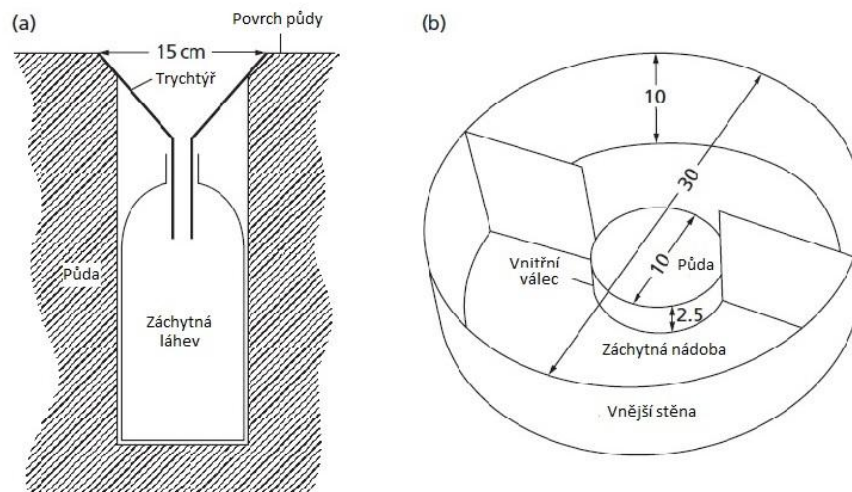 (a)
Povrch půdy
15 cm
Trychtýř
Půda
Záchytná
láhev
(b)
10
30
10
Půda
Vnitřní
válec
2.5
Záchytná nádoba
Vnější stěna